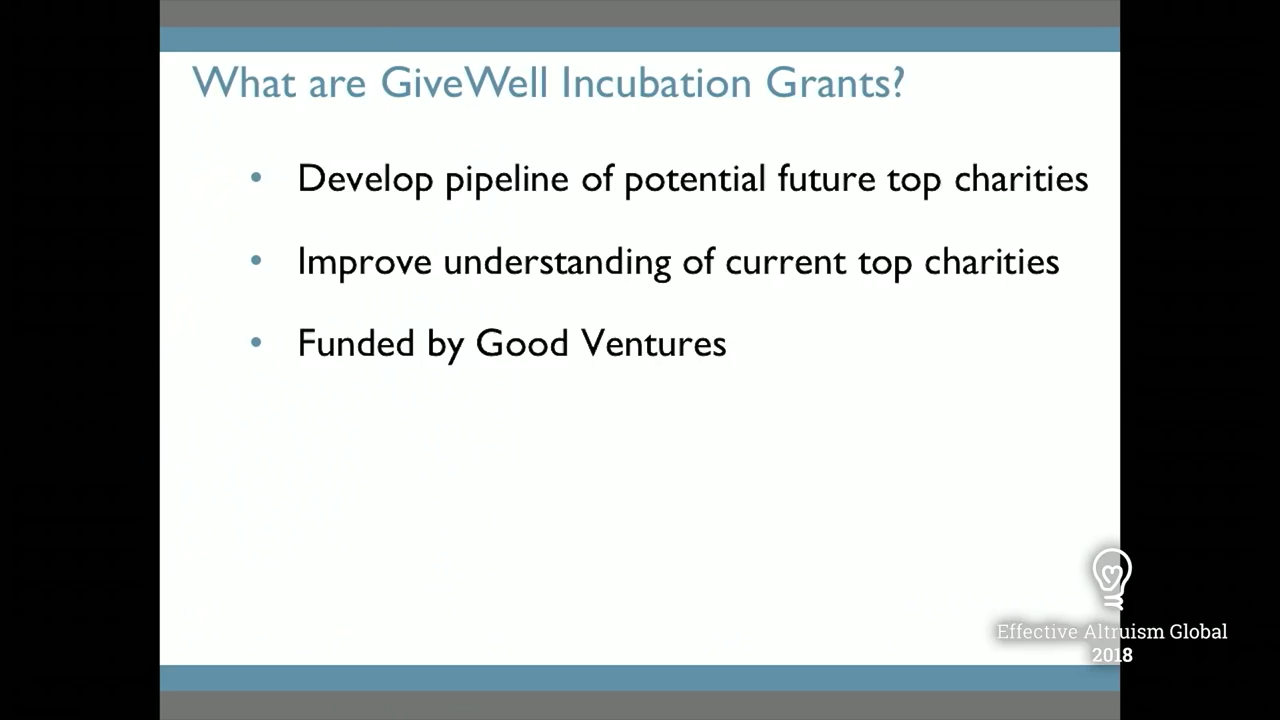 What are GiveWell Incubation Grants?
• Develop pipeline of potential future top charities
• Improve understanding of current top charities
• Funded by Good Ventures
Effective Altruism Global
2018